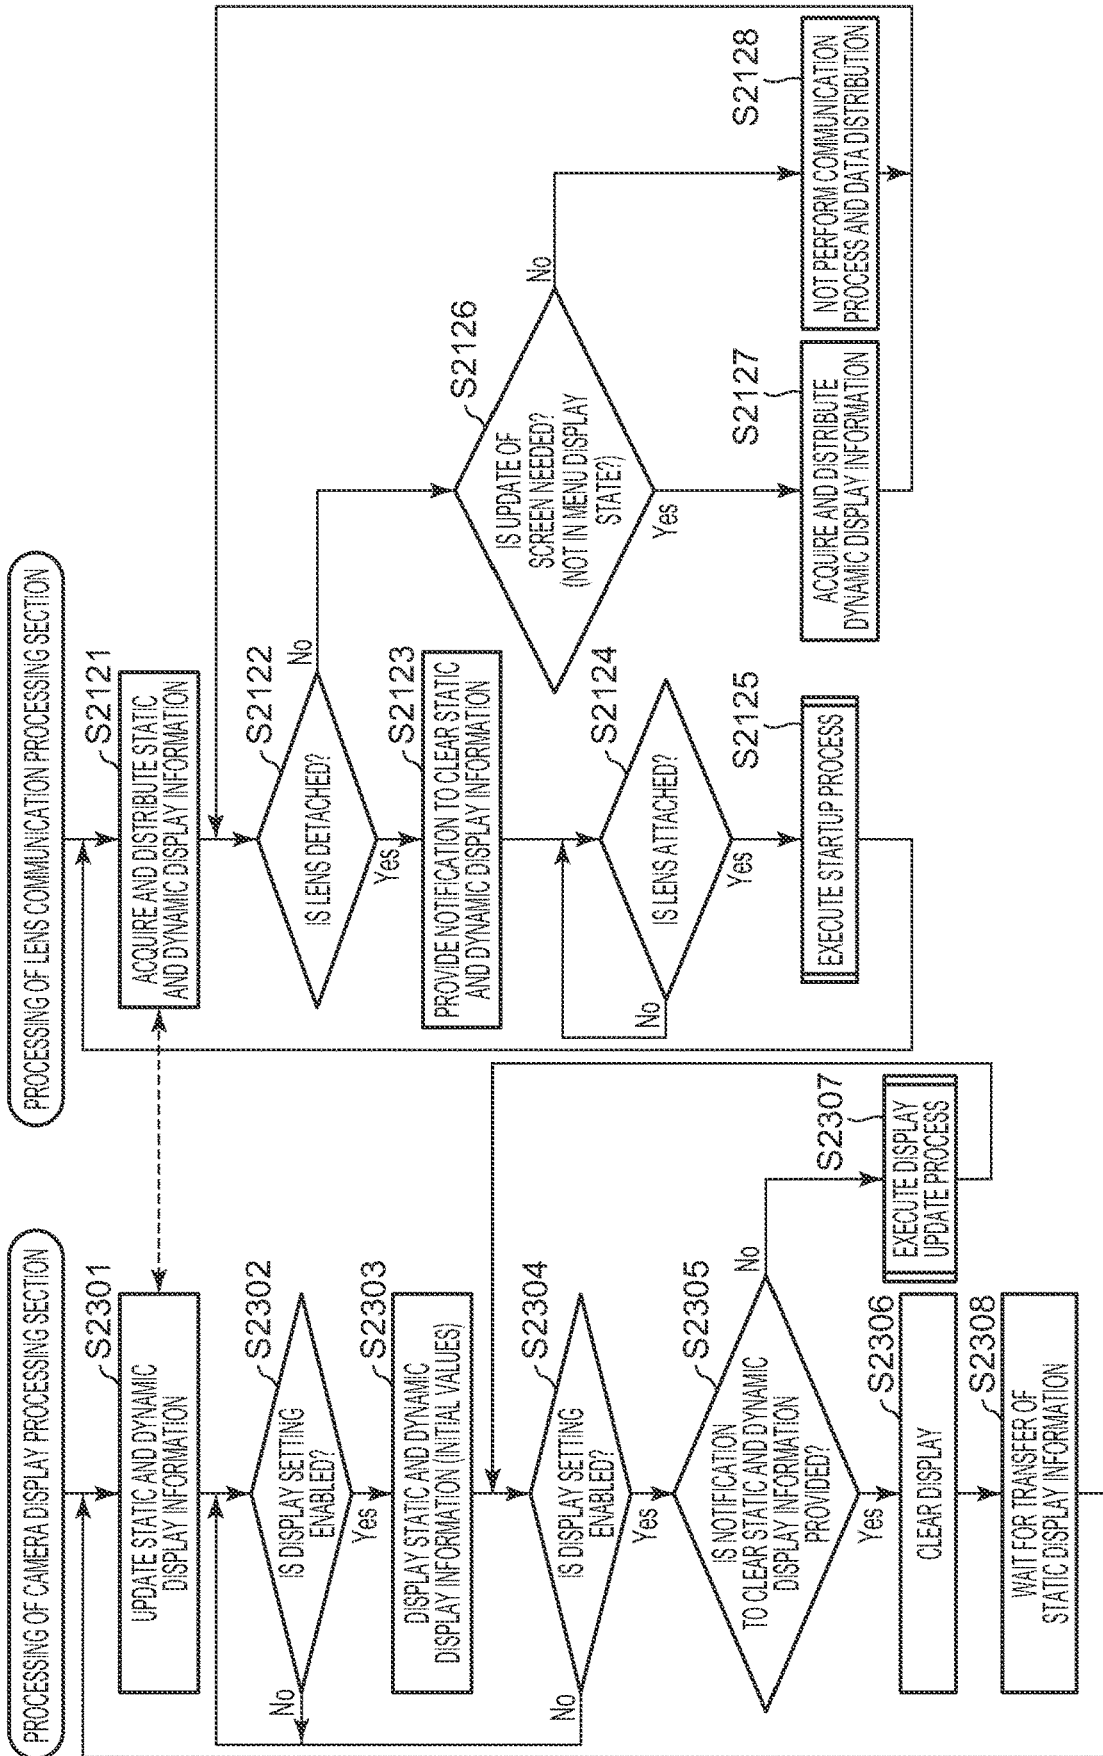 PROCESSING OF CAMERA DISPLAY PROCESSING SECTION
S2301
UPDATE STATIC AND DYNAMIC
DISPLAY INFORMATION
S2302
IS DISPLAY SETTING
ENABLED?
No
Yes
S2303
DISPLAY STATIC AND DYNAMIC
DISPLAY INFORMATION (INITIAL VALUES)
S2304
IS DISPLAY SETTING
ENABLED?
No
Yes
S2305
IS NOTIFICATION
TO CLEAR STATIC AND DYNAMIC
DISPLAY INFORMATION
PROVIDED?
No
Yes
S2307
EXECUTE DISPLAY
UPDATE PROCESS
S2306
CLEAR DISPLAY
S2308
WAIT FOR TRANSFER OF
STATIC DISPLAY INFORMATION
PROCESSING OF LENS COMMUNICATION PROCESSING SECTION
S2121
ACQUIRE AND DISTRIBUTE STATIC
AND DYNAMIC DISPLAY INFORMATION
S2122
IS LENS DETACHED?
No
Yes
S2123
PROVIDE NOTIFICATION TO CLEAR STATIC
AND DYNAMIC DISPLAY INFORMATION
S2124
IS LENS ATTACHED?
No
Yes
S2125
EXECUTE STARTUP PROCESS
S2126
IS UPDATE OF
SCREEN NEEDED?
(NOT IN MENU DISPLAY
STATE?)
No
Yes
S2127
ACQUIRE AND DISTRIBUTE
DYNAMIC DISPLAY INFORMATION
S2128
NOT PERFORM COMMUNICATION
PROCESS AND DATA DISTRIBUTION